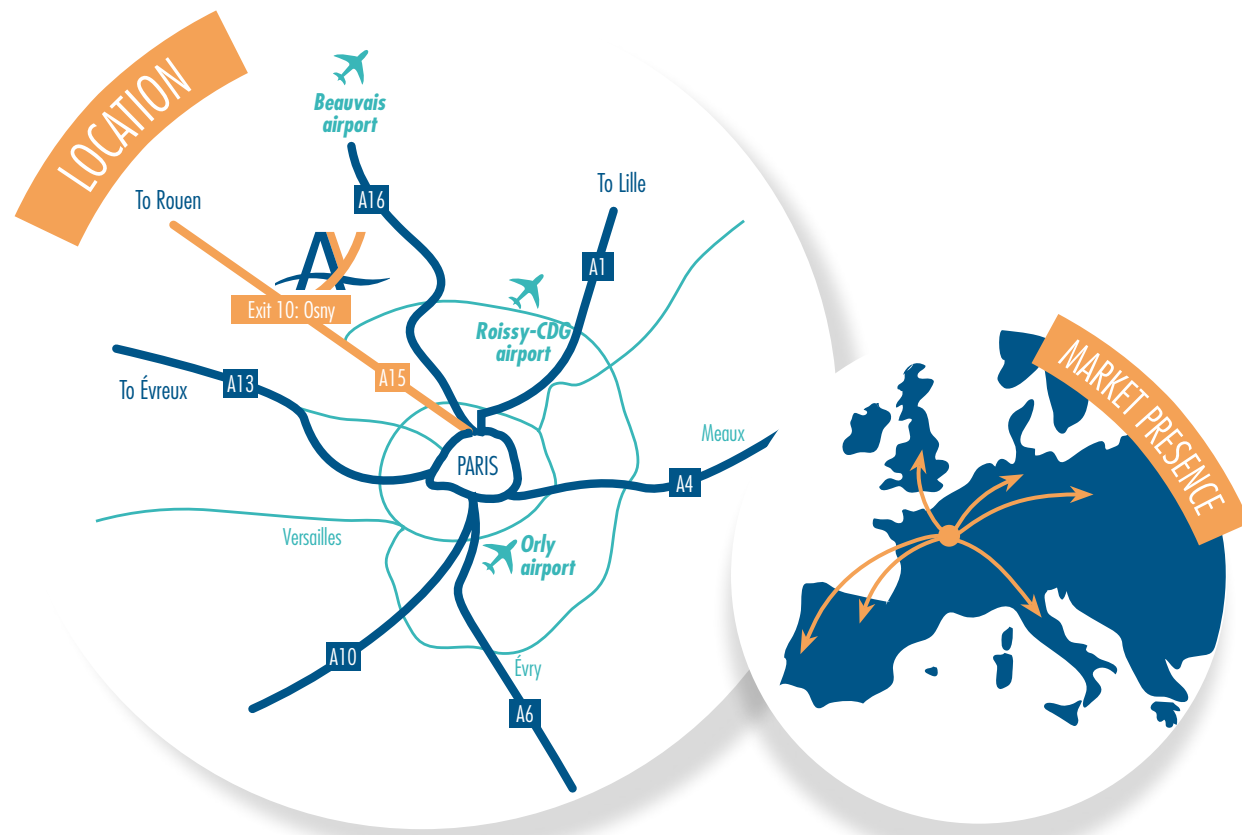 LOCATION
Beauvais
airport
To Rouen
A16
To Lille
A1
Exit 10: Osny
Roissy-CDG
airport
A15
To Évreux
A13
PARIS
Meaux
A4
Versailles
Orly
airport
A10
Évry
A6
MARKET PRESENCE